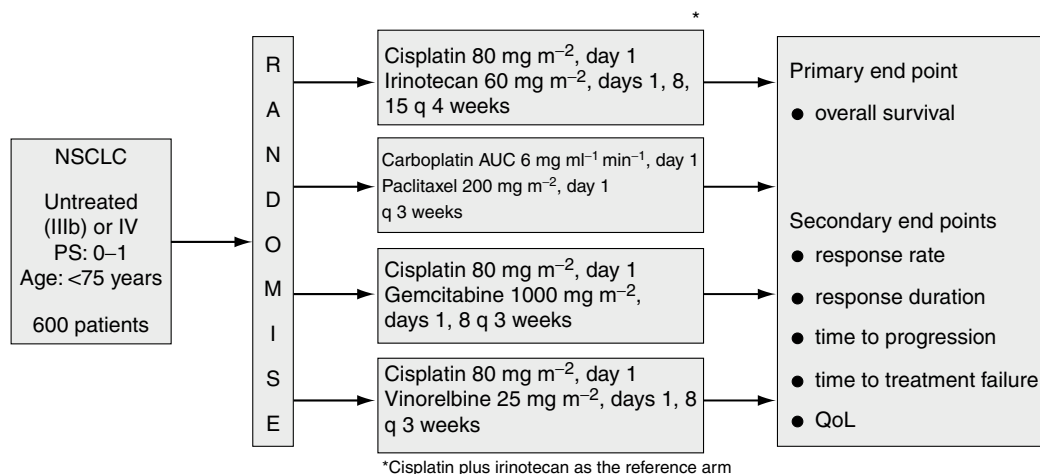 NSCLC
Untreated
(IIIb) or IV
PS: 0–1
Age: <75 years
600 patients
R
A
N
D
O
M
I
S
E
*
Cisplatin 80 mg m⁻², day 1
Irinotecan 60 mg m⁻², days 1, 8,
15 q 4 weeks
Carboplatin AUC 6 mg ml⁻¹ min⁻¹, day 1
Paclitaxel 200 mg m⁻², day 1
q 3 weeks
Cisplatin 80 mg m⁻², day 1
Gemcitabine 1000 mg m⁻²,
days 1, 8 q 3 weeks
Cisplatin 80 mg m⁻², day 1
Vinorelbine 25 mg m⁻², days 1, 8
q 3 weeks
*Cisplatin plus irinotecan as the reference arm
Primary end point
● overall survival
Secondary end points
● response rate
● response duration
● time to progression
● time to treatment failure
● QoL